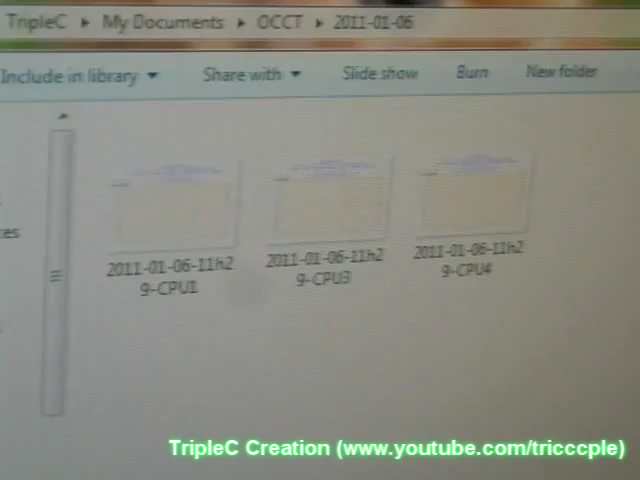 TripleC ▸ My Documents ▸ OCCT ▸ 2011-01-06
Include in library ▾ Share with ▾ Slide show Burn New folder
2011-01-06-11h2
9-CPU1
2011-01-06-11h2
9-CPU3
2011-01-06-11h2
9-CPU4
TripleC Creation (www.youtube.com/tricccple)